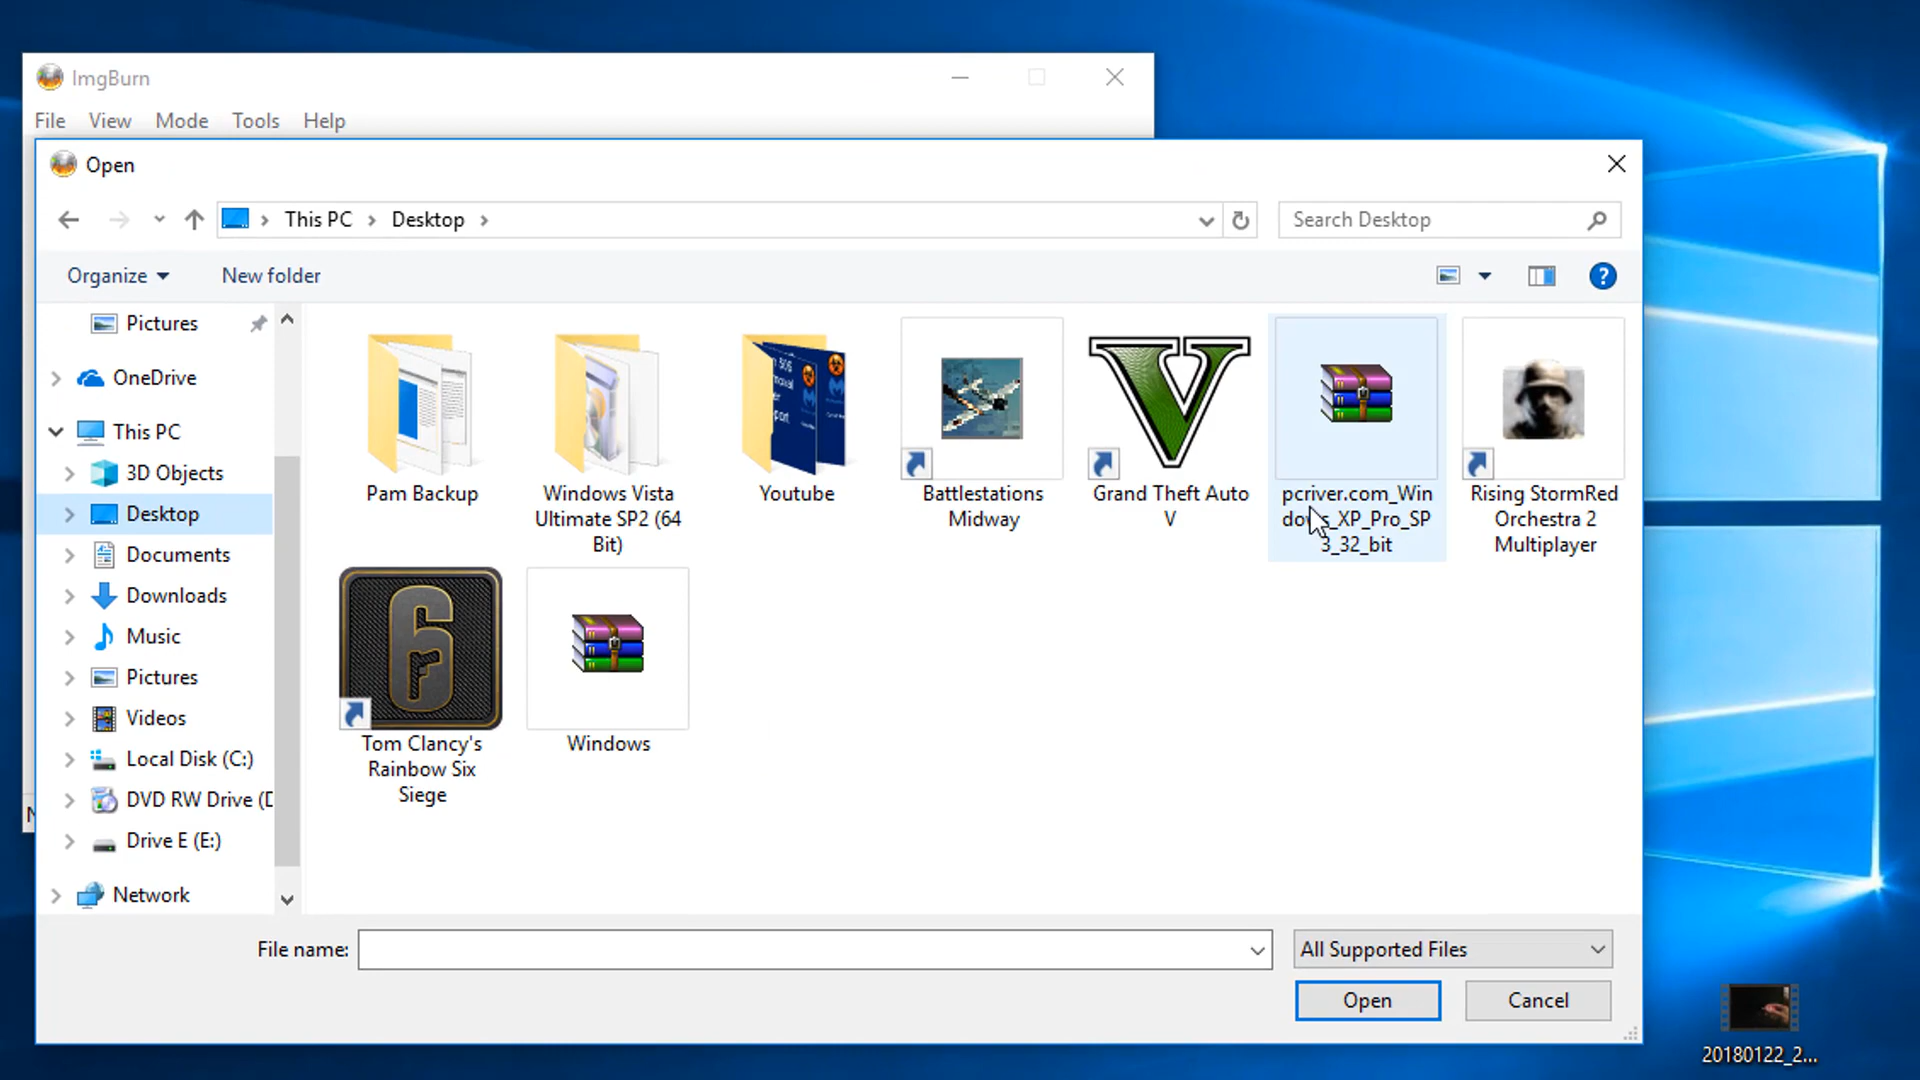 ImgBurn
File View Mode Tools Help
Open
This PC Desktop
Search Desktop
Organize New folder
Pictures
OneDrive
This PC
3D Objects
Desktop
Documents
Downloads
Music
Pictures
Videos
Local Disk (C:)
DVD RW Drive (D
Drive E (E:)
Network
Pam Backup
Windows Vista
Ultimate SP2 (64
Bit)
Youtube
Battlestations
Midway
Grand Theft Auto
V
pcriver.com_Win
dows_XP_Pro_SP
3_32_bit
Rising StormRed
Orchestra 2
Multiplayer
Tom Clancy's
Rainbow Six
Siege
Windows
File name:
All Supported Files
Open Cancel
20180122_2...